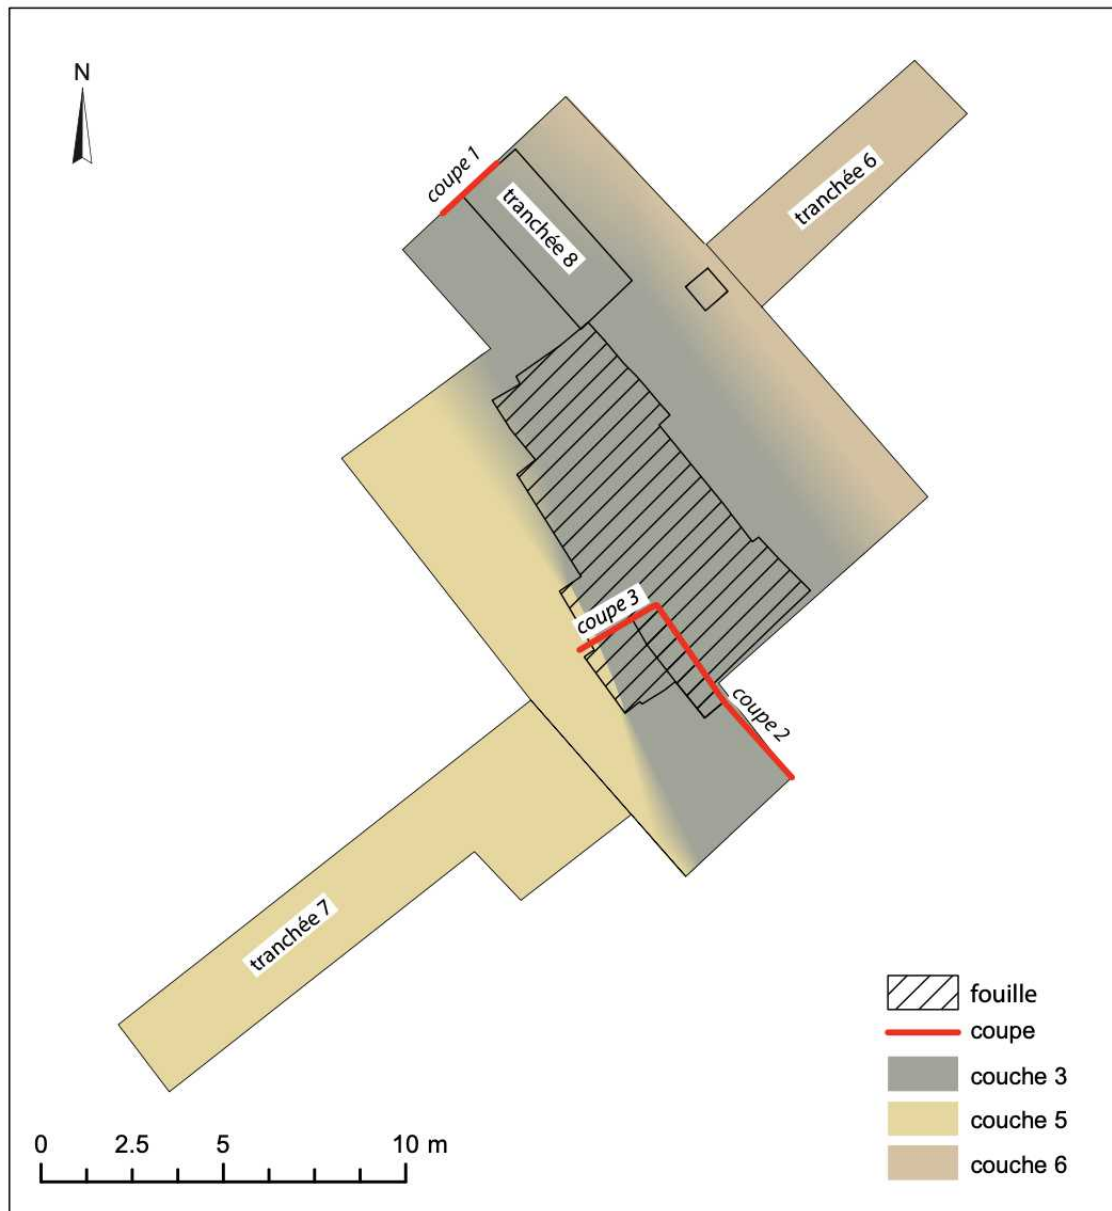 N
coupe 1
tranchée 8
tranchée 6
coupe 3
coupe 2
tranchée 7
fouille
coupe
couche 3
couche 5
couche 6
0 2.5 5 10 m